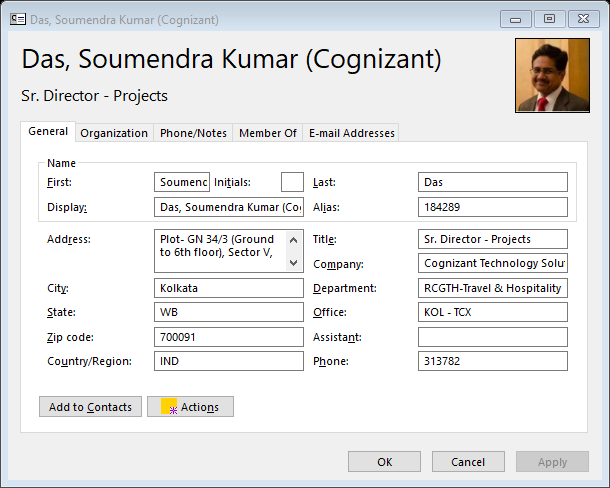 Das, Soumendra Kumar (Cognizant)
Das, Soumendra Kumar (Cognizant)
Sr. Director - Projects
General Organization Phone/Notes Member Of E-mail Addresses
Name
First: Soumenc Initials: Last: Das
Display: Das, Soumendra Kumar (Co Alias: 184289
Address: Plot- GN 34/3 (Ground to 6th floor), Sector V, Title: Sr. Director - Projects
Company: Cognizant Technology Solu
City: Kolkata Department: RCGTH-Travel & Hospitality
State: WB Office: KOL - TCX
Zip code: 700091 Assistant:
Country/Region: IND Phone: 313782
Add to Contacts Actions
OK Cancel Apply